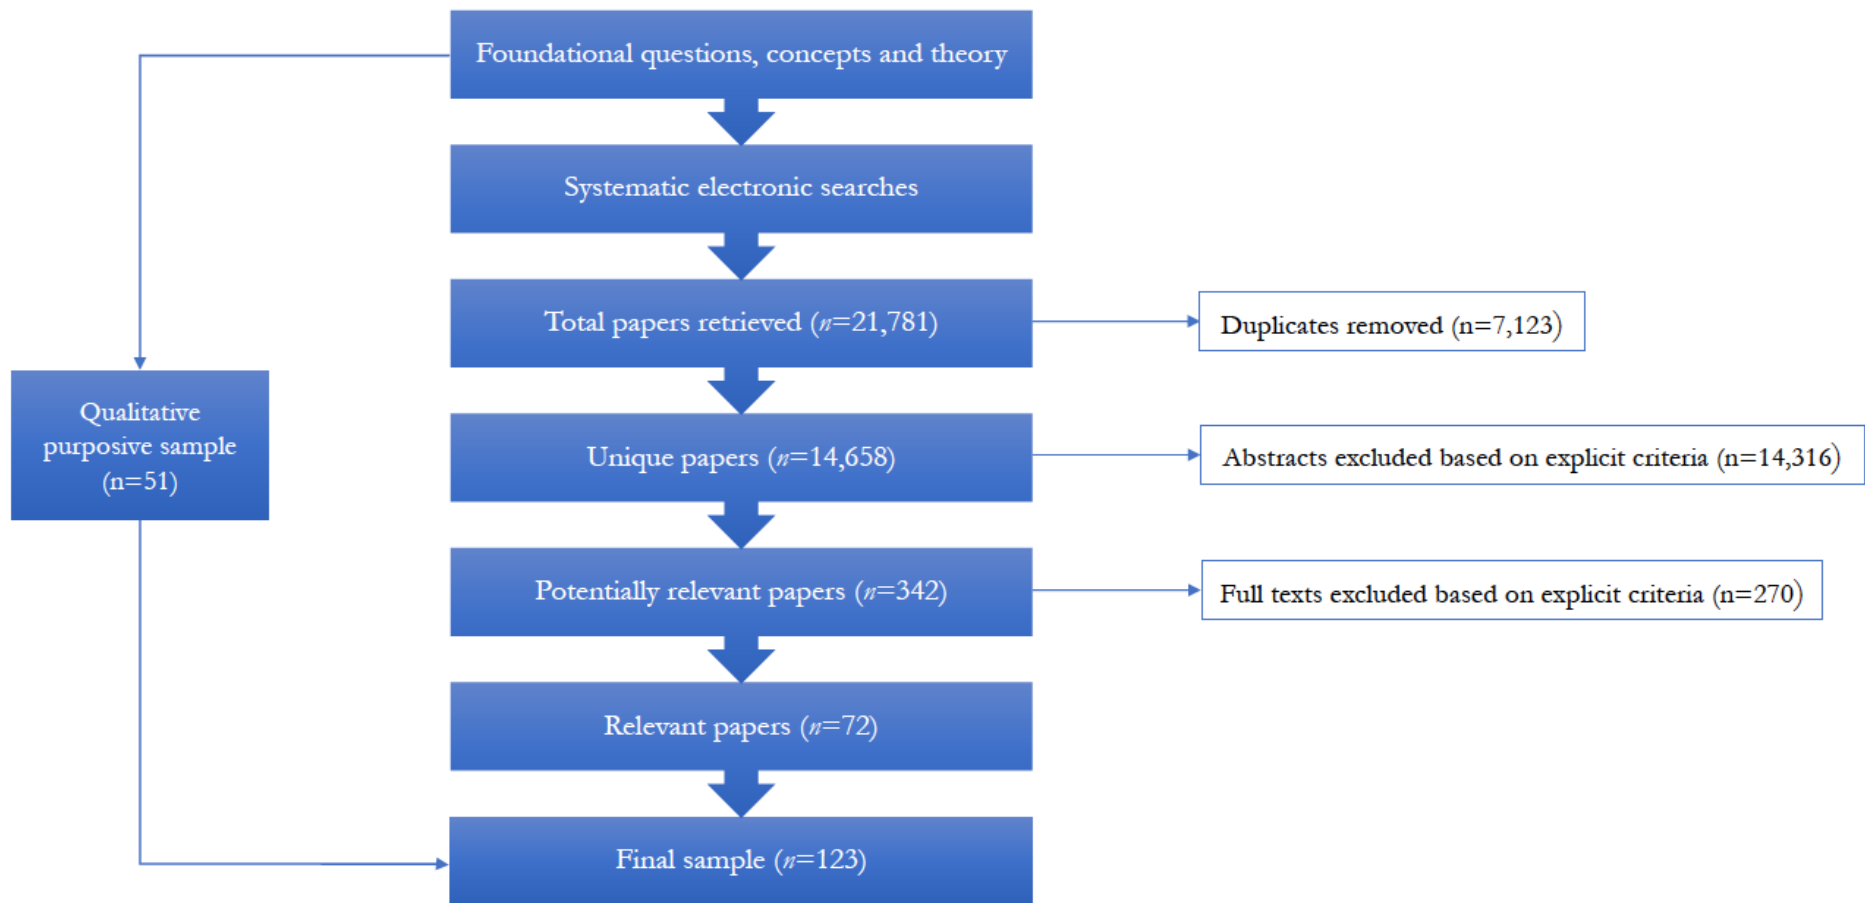 Foundational questions, concepts and theory
Systematic electronic searches
Total papers retrieved (n=21,781)
Duplicates removed (n=7,123)
Qualitative
purposive sample
(n=51)
Unique papers (n=14,658)
Abstracts excluded based on explicit criteria (n=14,316)
Potentially relevant papers (n=342)
Full texts excluded based on explicit criteria (n=270)
Relevant papers (n=72)
Final sample (n=123)